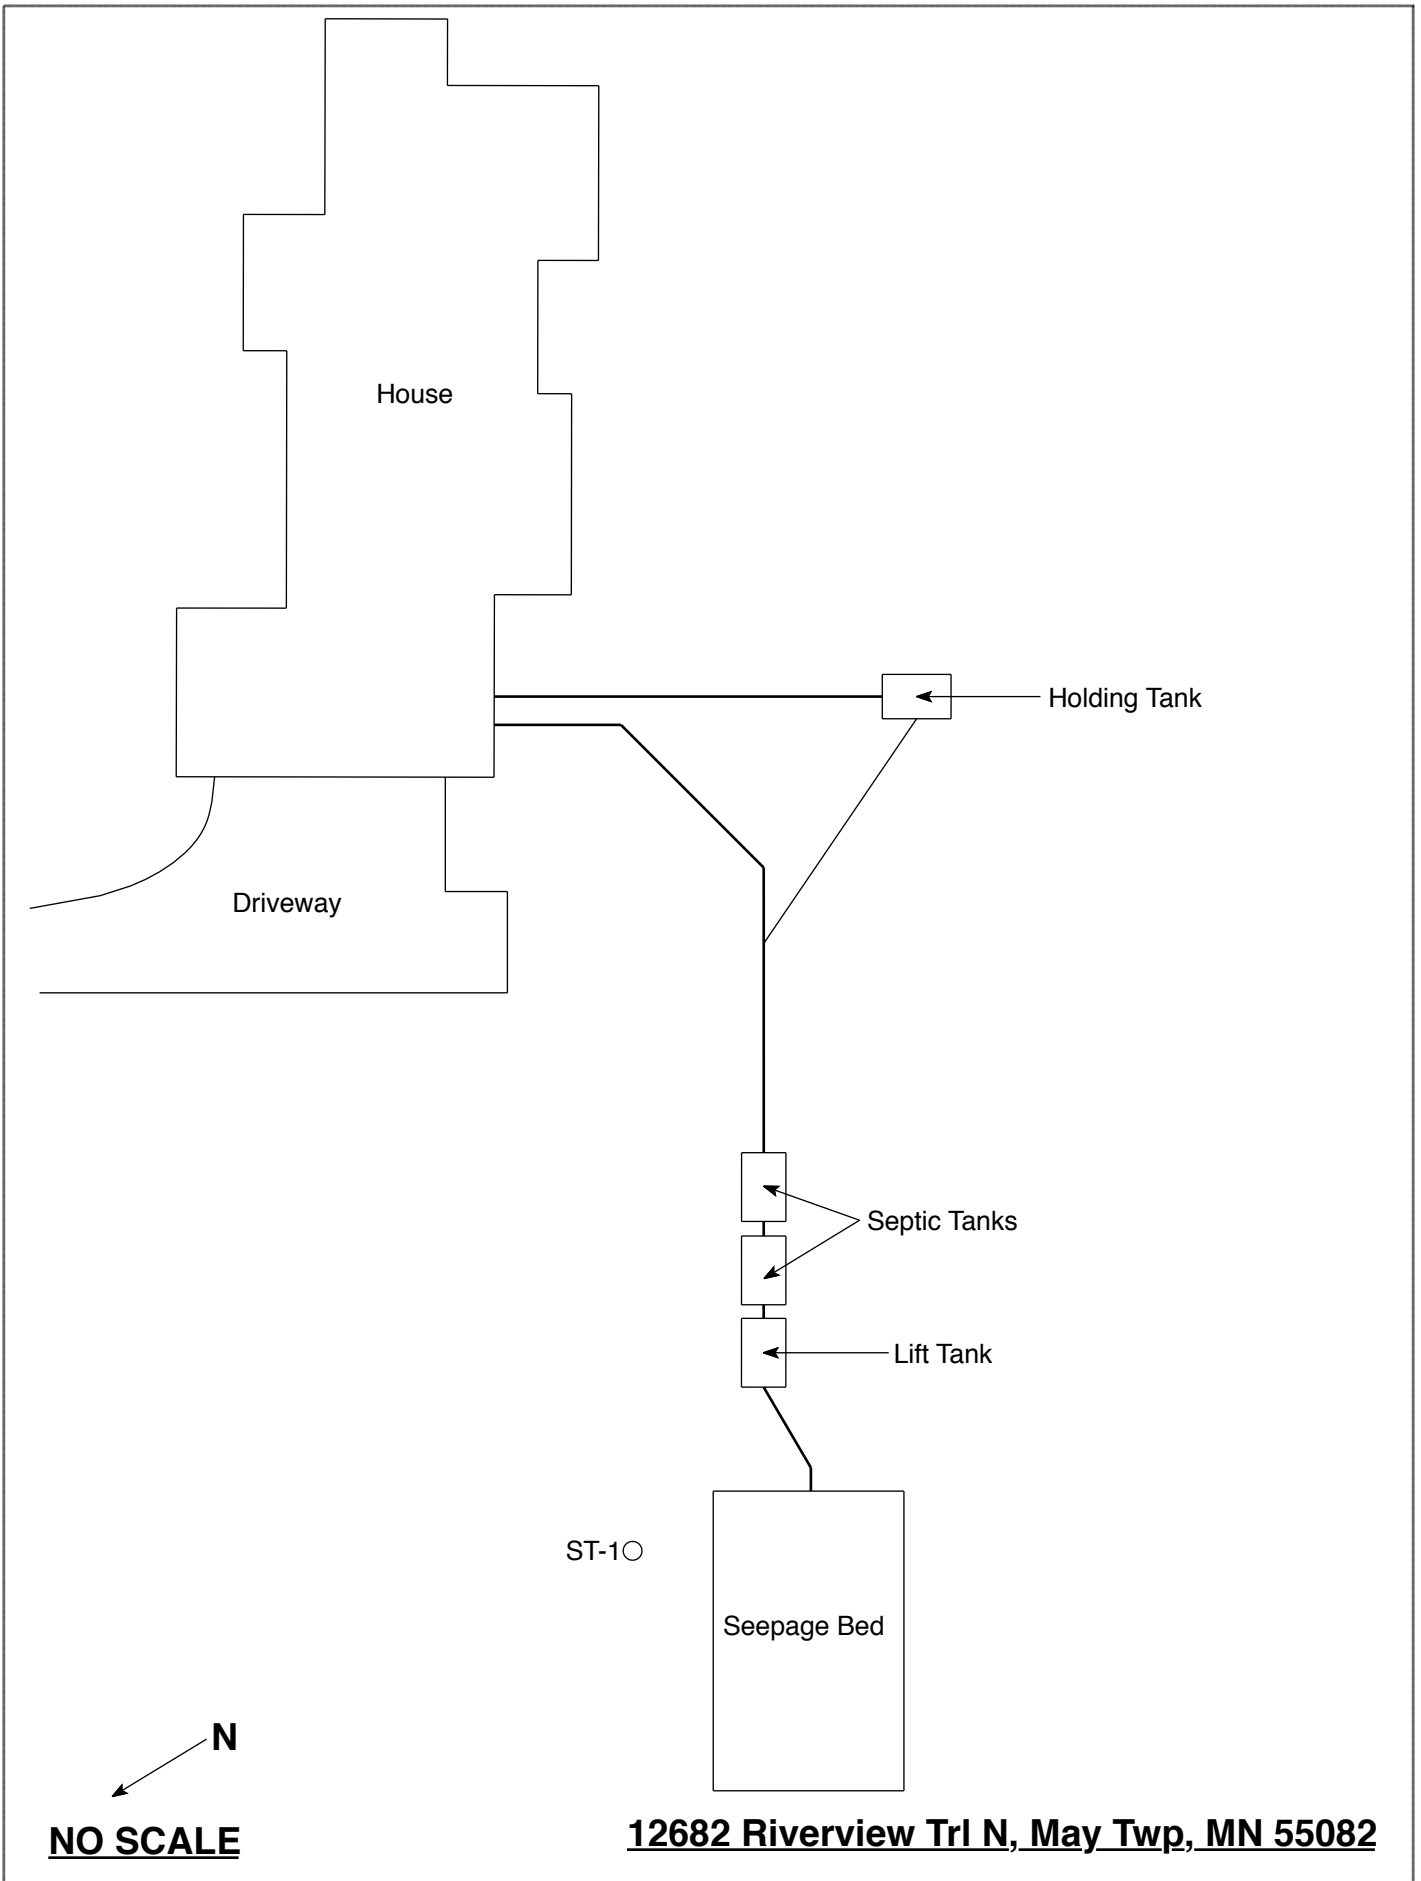 House
Holding Tank
Driveway
Septic Tanks
Lift Tank
ST-1
Seepage Bed
N
NO SCALE
12682 Riverview Trl N, May Twp, MN 55082